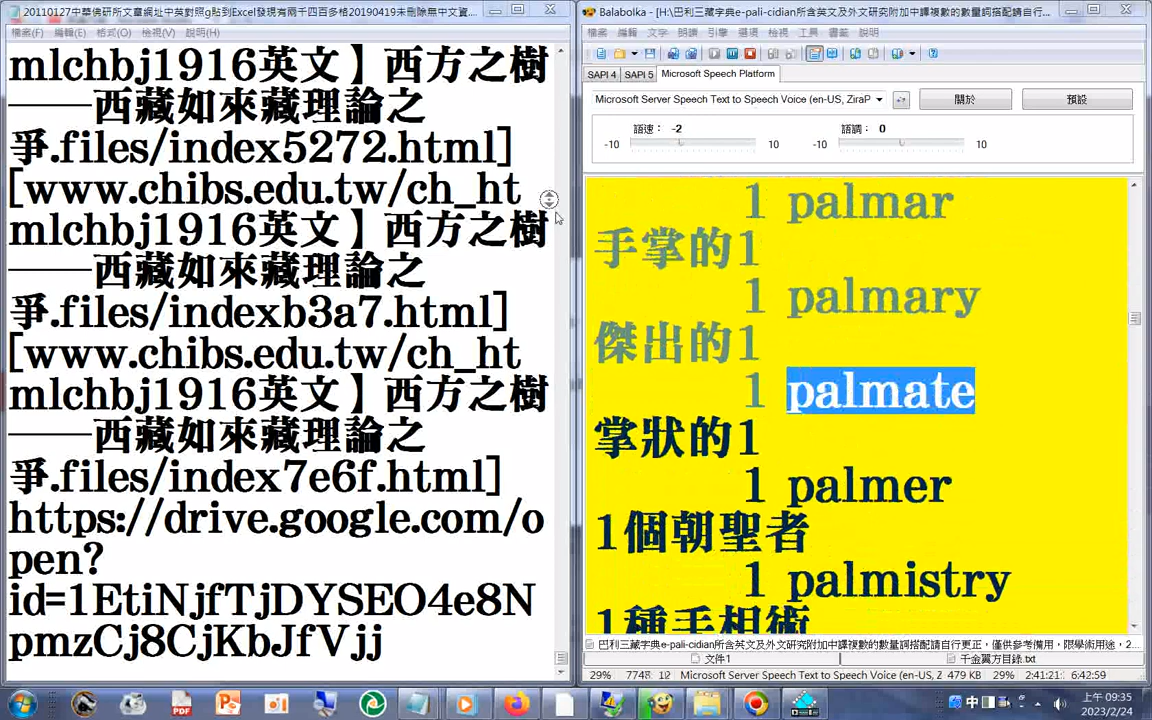 20110127中華佛研所文章網址中英對照g貼到Excel發現有兩千四百多格20190419未刪除無中文資...
檔案(F) 編輯(E) 格式(O) 檢視(V) 說明(H)
mlchbj1916英文】西方之樹
——西藏如來藏理論之
爭.files/index5272.html]
[www.chibs.edu.tw/ch_ht
mlchbj1916英文】西方之樹
——西藏如來藏理論之
爭.files/indexb3a7.html]
[www.chibs.edu.tw/ch_ht
mlchbj1916英文】西方之樹
——西藏如來藏理論之
爭.files/index7e6f.html]
https://drive.google.com/o
pen?
id=1EtiNjfTjDYSEO4e8N
pmzCj8CjKbJfVjj
Balabolka - [H:\巴利三藏字典e-pali-cidian所含英文及外文研究附加中譯複數的數量詞搭配請自行...
檔案 編輯 文字 朗讀 引擎 選項 檢視 工具 書籤 說明
SAPI 4 SAPI 5 Microsoft Speech Platform
Microsoft Server Speech Text to Speech Voice (en-US, ZiraP 關於 預設
語速： -2 語調： 0
-10 10 -10 10
1 palmar
手掌的1
1 palmary
傑出的1
1 palmate
掌狀的1
1 palmer
1個朝聖者
1 palmistry
1種手相術
巴利三藏字典e-pali-cidian所含英文及外文研究附加中譯複數的數量詞搭配請自行更正，僅供參考備用，限學術用途，2...
文件1 千金翼方目錄.txt
29% Microsoft Server Speech Text to Speech Voice (en-US, Z 479 KB 29% 2:41:21 6:42:59
PDF
中
上午 09:35
2023/2/24